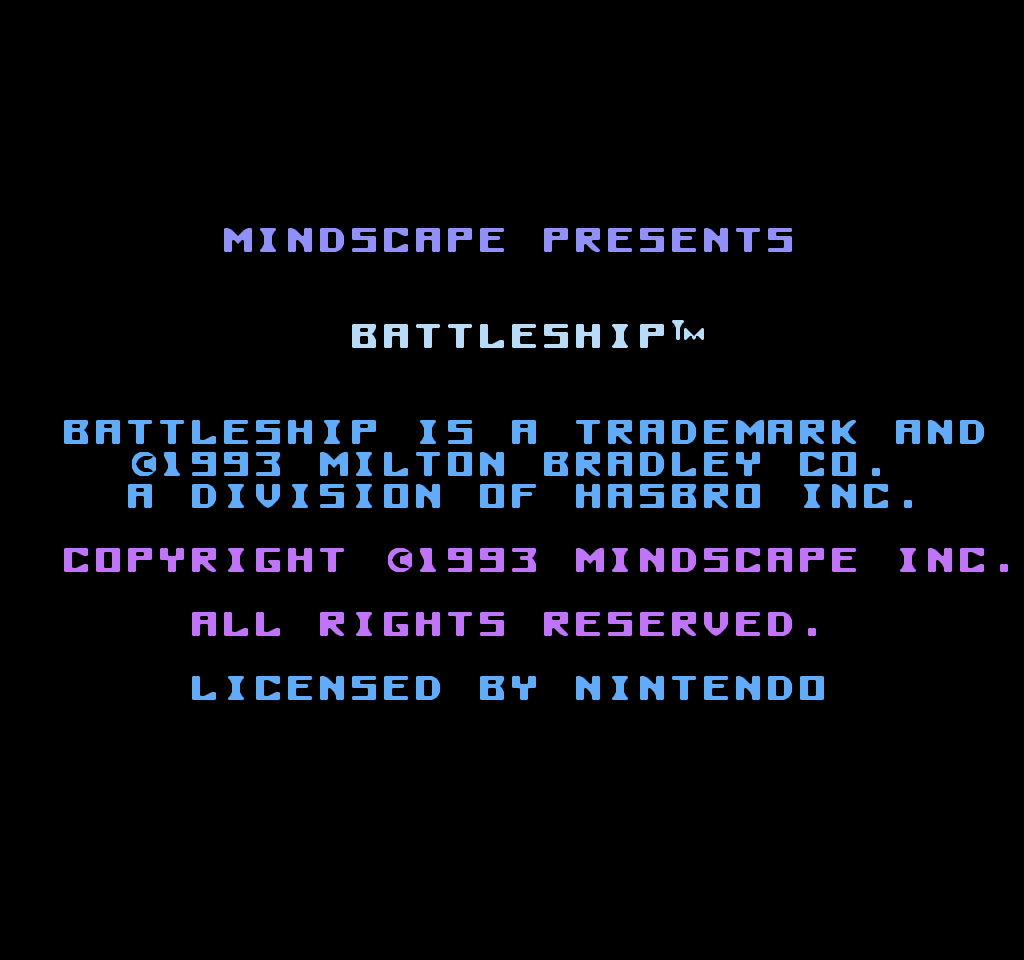 MINDSCAPE PRESENTS
BATTLESHIP™
BATTLESHIP IS A TRADEMARK AND
©1993 MILTON BRADLEY CO.
A DIVISION OF HASBRO INC.
COPYRIGHT ©1993 MINDSCAPE INC.
ALL RIGHTS RESERVED.
LICENSED BY NINTENDO